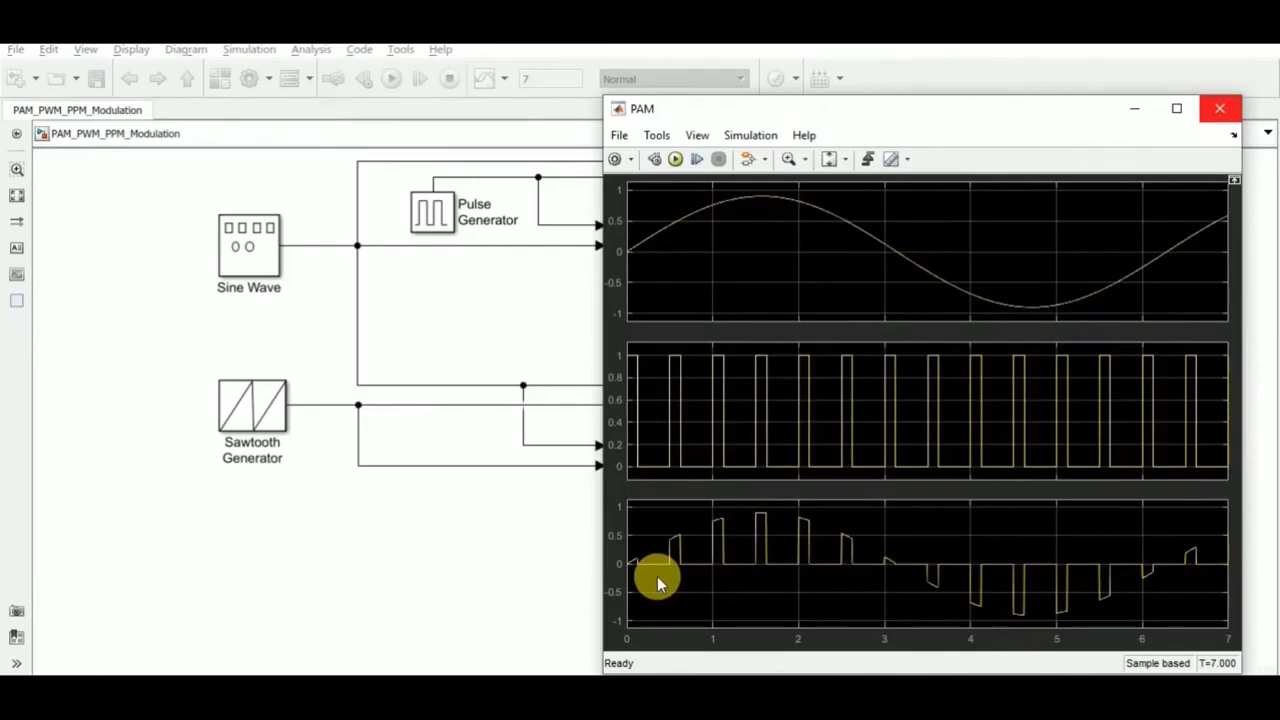 File Edit View Display Diagram Simulation Analysis Code Tools Help
7 Normal
PAM_PWM_PPM_Modulation
PAM_PWM_PPM_Modulation
Pulse
Generator
Sine Wave
Sawtooth
Generator
PAM
File Tools View Simulation Help
1
0.5
0
-0.5
-1
1
0.8
0.6
0.4
0.2
0
1
0.5
0
-0.5
-1
0 1 2 3 4 5 6 7
Ready Sample based T=7.000